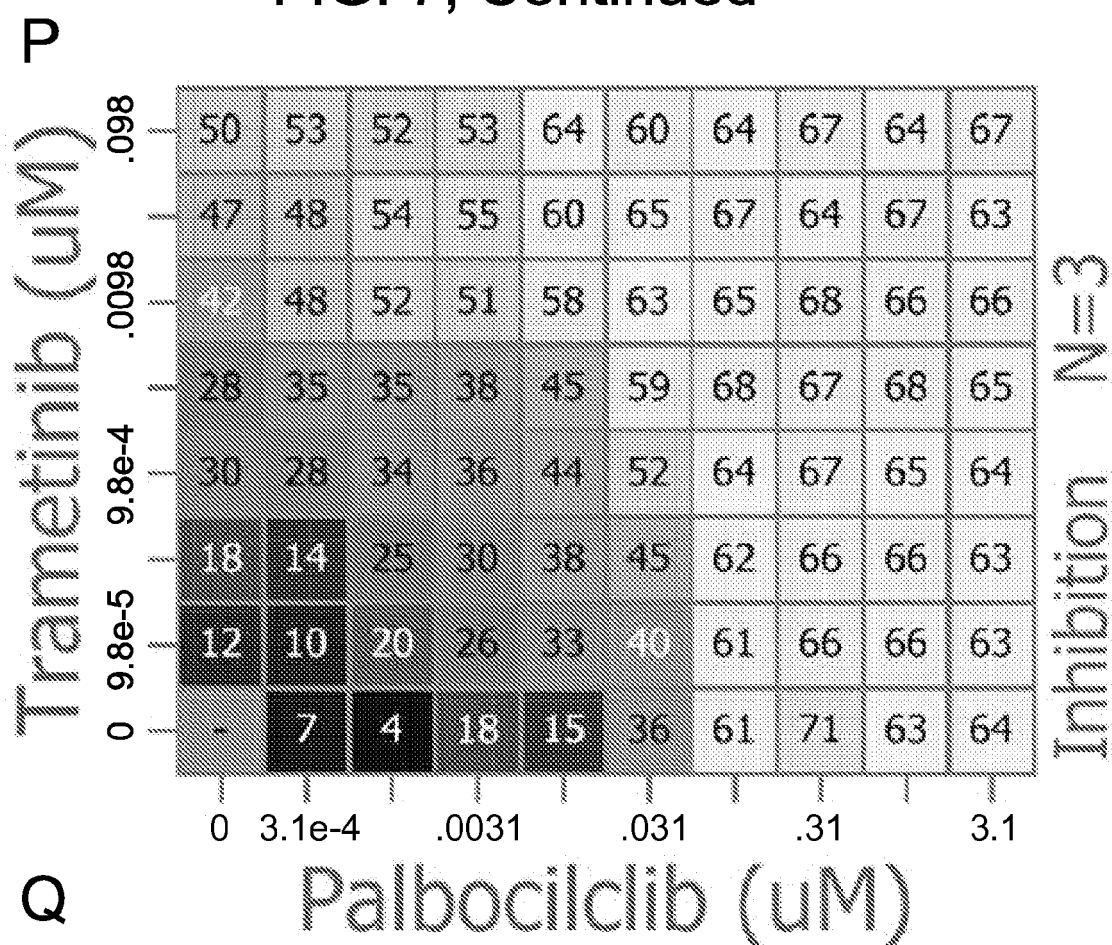 FIG. 7, Continued
P
Trametinib (uM)
.098 50 53 52 53 64 60 64 67 64 67
47 48 54 55 60 65 67 64 67 63
.0098 42 48 52 51 58 63 65 68 66 66
28 35 35 38 45 59 68 67 68 65
9.8e-4 30 28 34 36 44 52 64 67 65 64
18 14 25 30 38 45 62 66 66 63
9.8e-5 12 10 20 26 33 40 61 66 66 63
0 - 7 4 18 15 36 61 71 63 64
0 3.1e-4 .0031 .031 .31 3.1
Palbocilclib (uM)
Inhibition N=3
Q